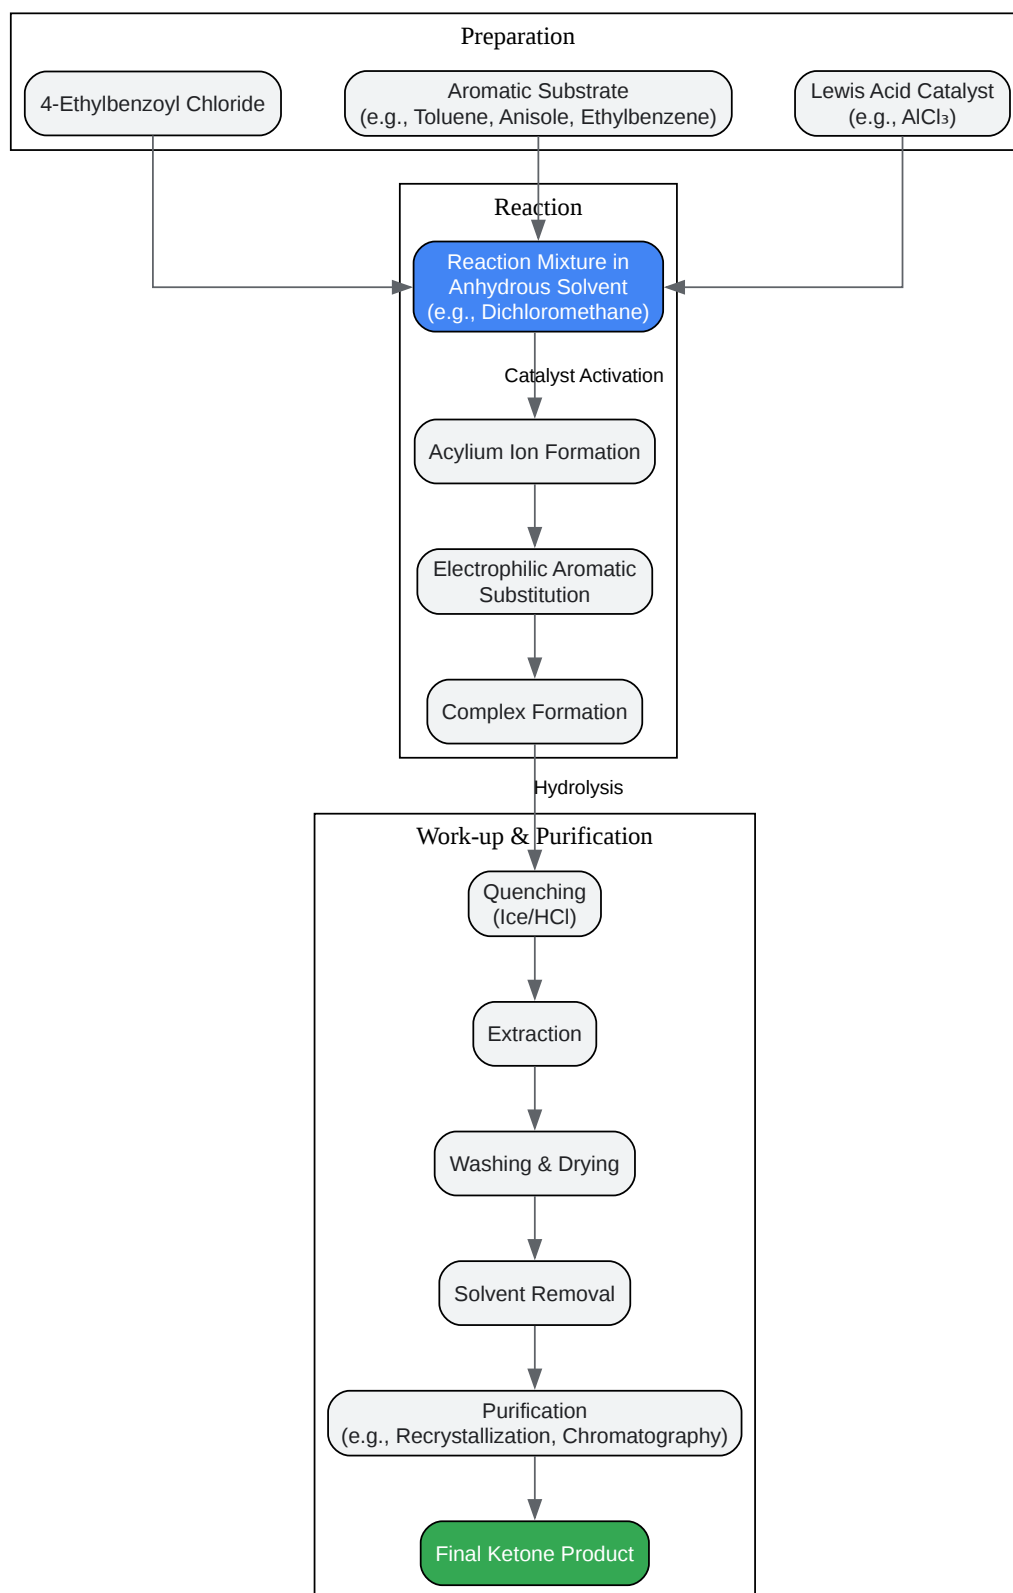 Preparation
4-Ethylbenzoyl Chloride
Aromatic Substrate
(e.g., Toluene, Anisole, Ethylbenzene)
Lewis Acid Catalyst
(e.g., AlCl₃)
Reaction
Reaction Mixture in
Anhydrous Solvent
(e.g., Dichloromethane)
Catalyst Activation
Acylium Ion Formation
Electrophilic Aromatic
Substitution
Complex Formation
Hydrolysis
Work-up & Purification
Quenching
(Ice/HCl)
Extraction
Washing & Drying
Solvent Removal
Purification
(e.g., Recrystallization, Chromatography)
Final Ketone Product